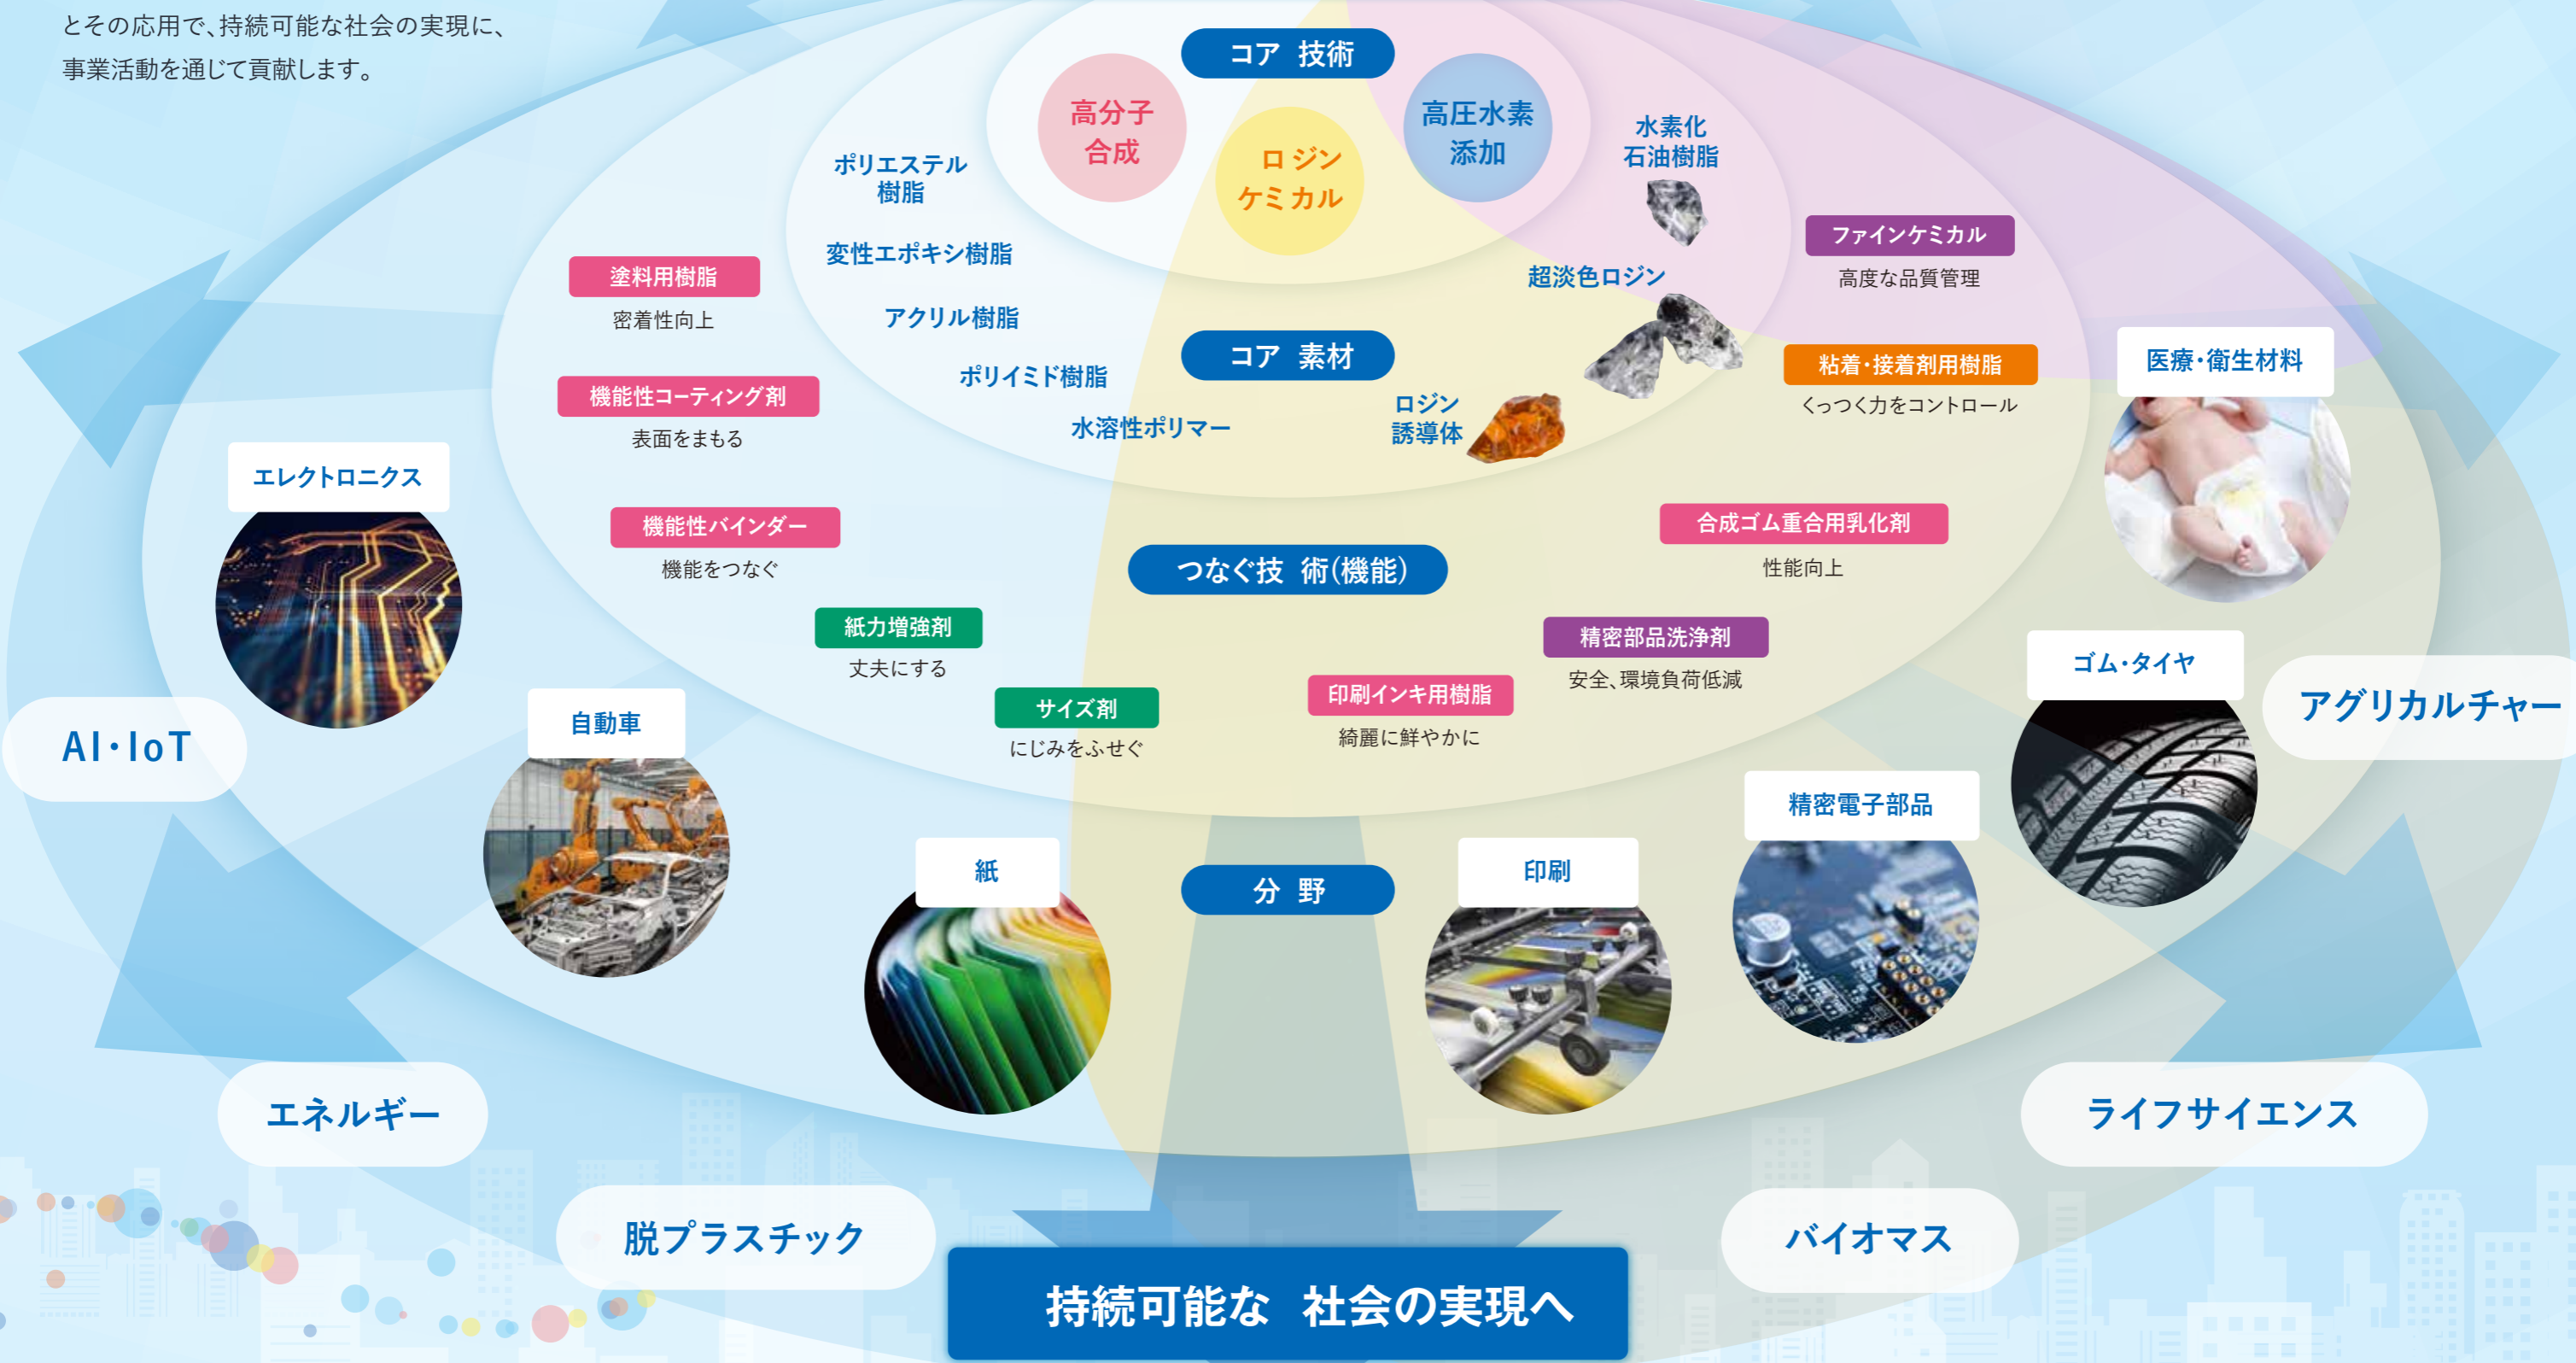 とその応用で、持続可能な社会の実現に、
事業活動を通じて貢献します。
コア 技術
高分子
合成
ロジン
ケミカル
高圧水素
添加
コア 素材
ポリエステル
樹脂
変性エポキシ樹脂
アクリル樹脂
ポリイミド樹脂
水溶性ポリマー
水素化
石油樹脂
超淡色ロジン
ロジン
誘導体
つなぐ技 術(機能)
塗料用樹脂
密着性向上
機能性コーティング剤
表面をまもる
機能性バインダー
機能をつなぐ
紙力増強剤
丈夫にする
サイズ剤
にじみをふせぐ
印刷インキ用樹脂
綺麗に鮮やかに
精密部品洗浄剤
安全、環境負荷低減
合成ゴム重合用乳化剤
性能向上
粘着・接着剤用樹脂
くっつく力をコントロール
ファインケミカル
高度な品質管理
分 野
エレクトロニクス
自動車
紙
印刷
精密電子部品
ゴム・タイヤ
医療・衛生材料
AI・IoT
エネルギー
脱プラスチック
バイオマス
ライフサイエンス
アグリカルチャー
持続可能な 社会の実現へ